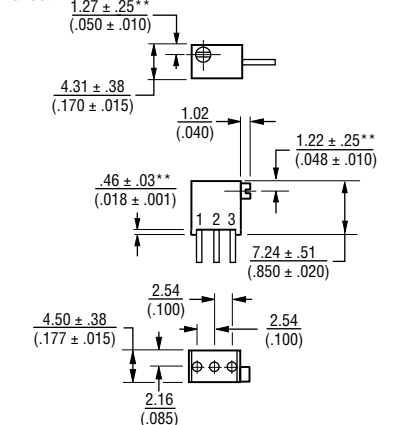 1.27 ± .25**
(.050 ± .010)
4.31 ± .38
(.170 ± .015)
1.02
(.040)
1.22 ± .25**
(.048 ± .010)
.46 ± .03**
(.018 ± .001)
1 2 3
7.24 ± .51
(.850 ± .020)
2.54
(.100)
4.50 ± .38
(.177 ± .015)
2.54
(.100)
2.16
(.085)